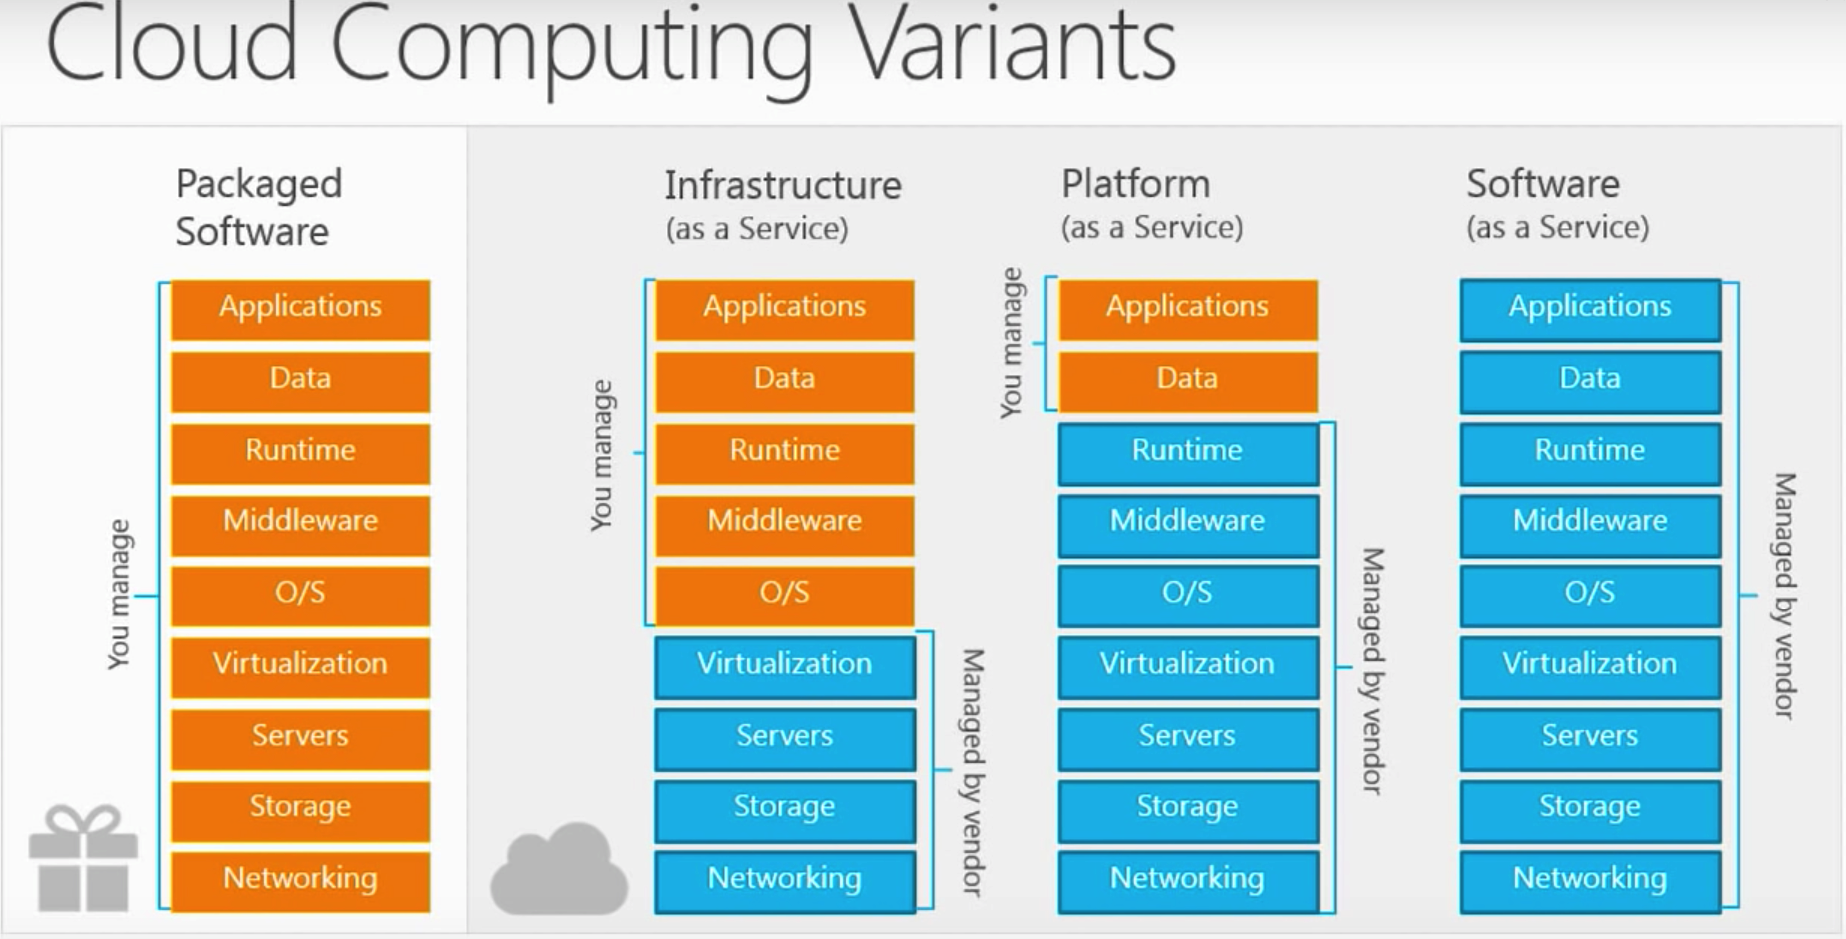 Cloud Computing Variants
Packaged
Software
You manage
Applications
Data
Runtime
Middleware
O/S
Virtualization
Servers
Storage
Networking
Infrastructure
(as a Service)
You manage
Applications
Data
Runtime
Middleware
O/S
Virtualization
Servers
Storage
Networking
Managed by vendor
Platform
(as a Service)
You manage
Applications
Data
Runtime
Middleware
O/S
Virtualization
Servers
Storage
Networking
Managed by vendor
Software
(as a Service)
Applications
Data
Runtime
Middleware
O/S
Virtualization
Servers
Storage
Networking
Managed by vendor